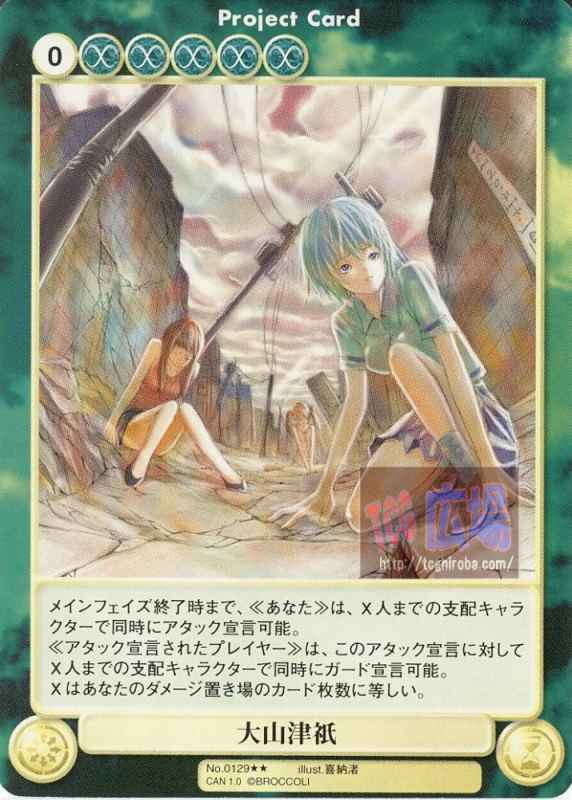 Project Card
0 X X X X X
TCG 広場
http://tcghiroba.com/
メインフェイズ終了時まで、≪あなた≫は、X人までの支配キャラ
クターで同時にアタック宣言可能。
≪アタック宣言されたプレイヤー≫は、このアタック宣言に対して
X人までの支配キャラクターで同時にガード宣言可能。
Xはあなたのダメージ置き場のカード枚数に等しい。
大山津祇
No.0129★★ illust.喜納渚
CAN 1.0 ©BROCCOLI